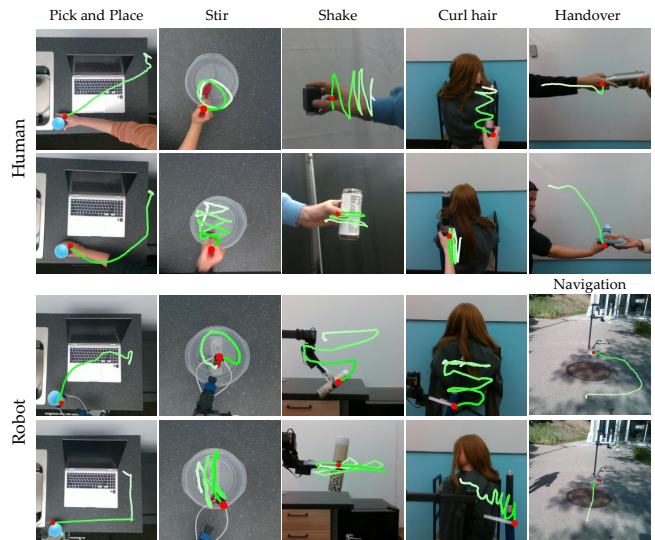 Pick and Place Stir Shake Curl hair Handover
Human
Navigation
Robot